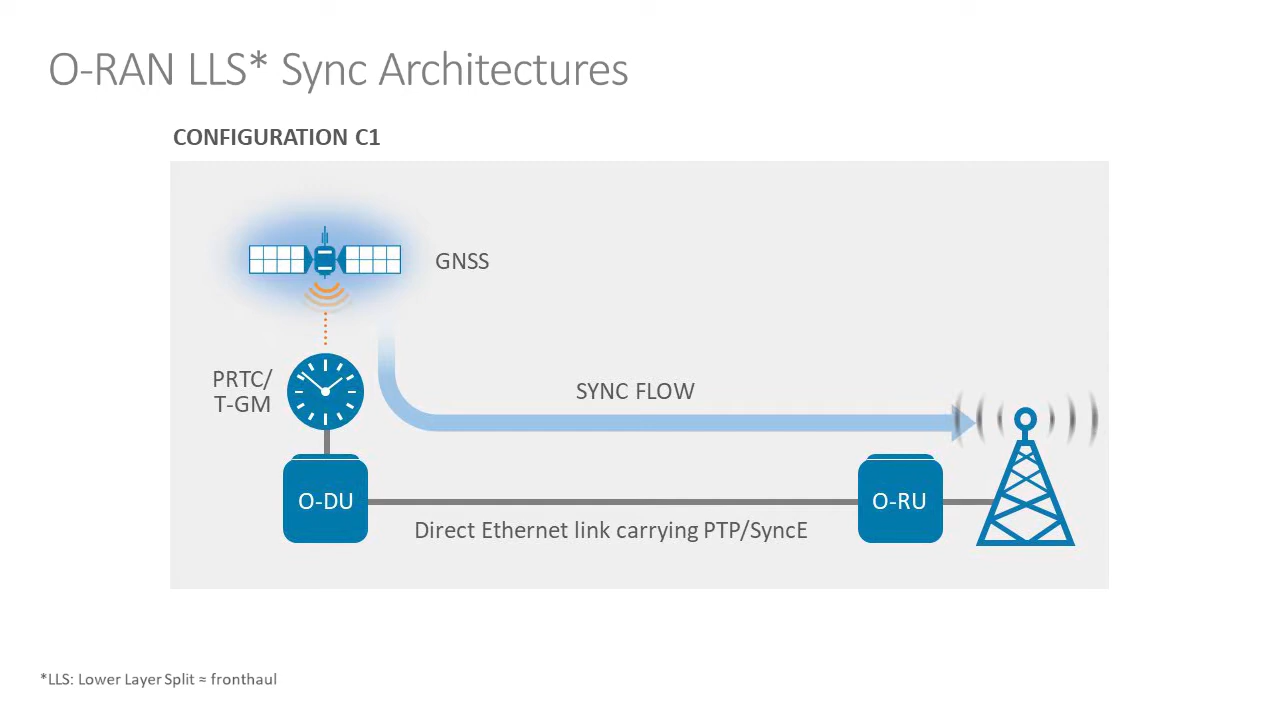 O-RAN LLS* Sync Architectures
CONFIGURATION C1
GNSS
PRTC/
T-GM
SYNC FLOW
O-DU
O-RU
Direct Ethernet link carrying PTP/SyncE
*LLS: Lower Layer Split ≈ fronthaul